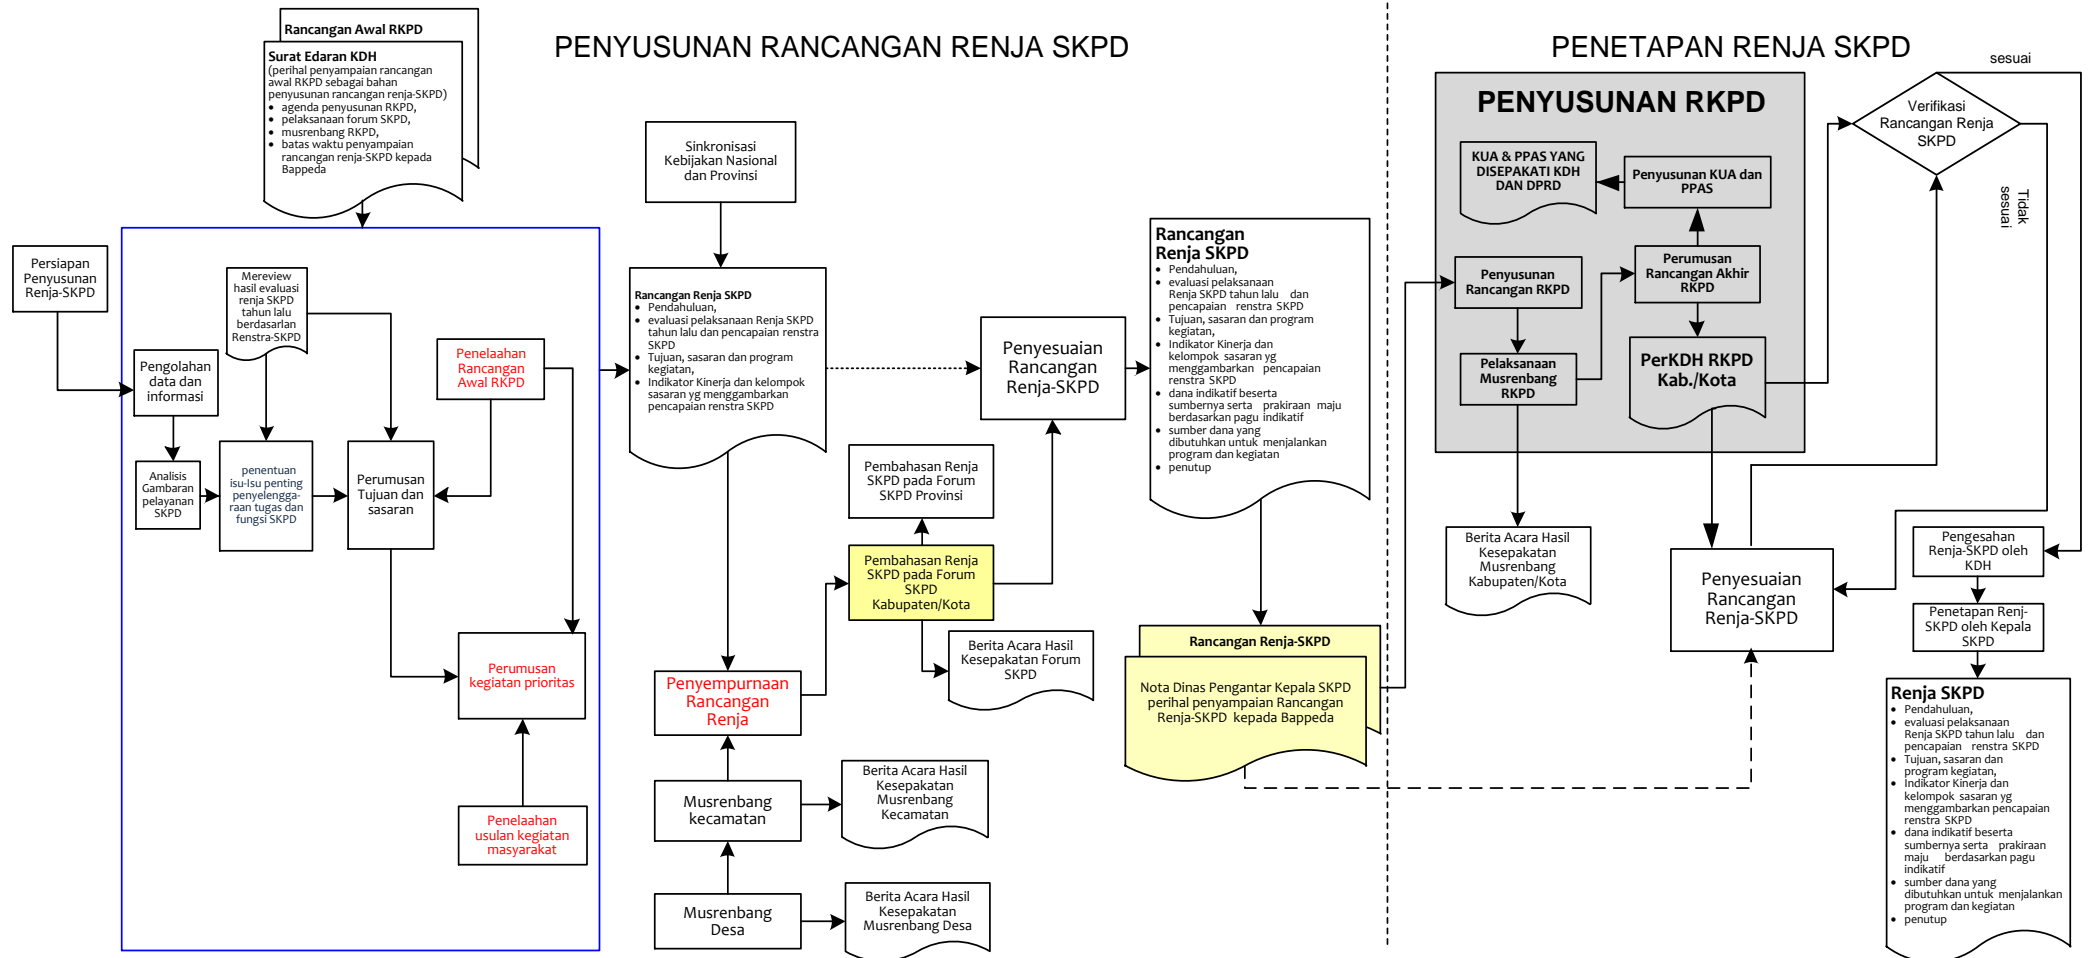 PENYUSUNAN RANCANGAN RENJA SKPD
PENETAPAN RENJA SKPD
Rancangan Awal RKPD
Surat Edaran KDH
(perihal penyampaian rancangan
awal RKPD sebagai bahan
penyusunan rancangan renja-SKPD)
• agenda penyusunan RKPD,
• pelaksanaan forum SKPD,
• musrenbang RKPD,
• batas waktu penyampaian
rancangan renja-SKPD kepada
Bappeda
Persiapan
Penyusunan
Renja-SKPD
Mereview
hasil evaluasi
renja SKPD
tahun lalu
berdasarlan
Renstra-SKPD
Pengolahan
data dan
informasi
Penelaahan
Rancangan
Awal RKPD
Analisis
Gambaran
pelayanan
SKPD
penentuan
isu-Isu penting
penyelengga-
raan tugas dan
fungsi SKPD
Perumusan
Tujuan dan
sasaran
Perumusan
kegiatan prioritas
Penelaahan
usulan kegiatan
masyarakat
Sinkronisasi
Kebijakan Nasional
dan Provinsi
Rancangan Renja SKPD
• Pendahuluan,
• evaluasi pelaksanaan Renja SKPD
tahun lalu dan pencapaian renstra
SKPD
• Tujuan, sasaran dan program
kegiatan,
• Indikator Kinerja dan kelompok
sasaran yg menggambarkan
pencapaian renstra SKPD
Penyempurnaan
Rancangan
Renja
Musrenbang
kecamatan
Musrenbang
Desa
Berita Acara Hasil
Kesepakatan
Musrenbang
Kecamatan
Berita Acara Hasil
Kesepakatan
Musrenbang Desa
Pembahasan Renja
SKPD pada Forum
SKPD Provinsi
Pembahasan Renja
SKPD pada Forum
SKPD
Kabupaten/Kota
Berita Acara Hasil
Kesepakatan Forum
SKPD
Penyesuaian
Rancangan
Renja-SKPD
Rancangan
Renja SKPD
• Pendahuluan,
• evaluasi pelaksanaan
Renja SKPD tahun lalu dan
pencapaian renstra SKPD
• Tujuan, sasaran dan program
kegiatan,
• Indikator Kinerja dan
kelompok sasaran yg
menggambarkan pencapaian
renstra SKPD
• dana indikatif beserta
sumbernya serta prakiraan maju
berdasarkan pagu indikatif
• sumber dana yang
dibutuhkan untuk menjalankan
program dan kegiatan
• penutup
Rancangan Renja-SKPD
Nota Dinas Pengantar Kepala SKPD
perihal penyampaian Rancangan
Renja-SKPD kepada Bappeda
PENYUSUNAN RKPD
KUA & PPAS YANG
DISEPAKATI KDH
DAN DPRD
Penyusunan KUA dan
PPAS
Penyusunan
Rancangan RKPD
Perumusan
Rancangan Akhir
RKPD
Pelaksanaan
Musrenbang
RKPD
PerKDH RKPD
Kab./Kota
Berita Acara Hasil
Kesepakatan
Musrenbang
Kabupaten/Kota
Penyesuaian
Rancangan
Renja-SKPD
sesuai
Verifikasi
Rancangan Renja
SKPD
Tidak
sesuai
Pengesahan
Renja-SKPD oleh
KDH
Penetapan Renj-
SKPD oleh Kepala
SKPD
Renja SKPD
• Pendahuluan,
• evaluasi pelaksanaan
Renja SKPD tahun lalu dan
pencapaian renstra SKPD
• Tujuan, sasaran dan
program kegiatan,
• Indikator Kinerja dan
kelompok sasaran yg
menggambarkan pencapaian
renstra SKPD
• dana indikatif beserta
sumbernya serta prakiraan
maju berdasarkan pagu
indikatif
• sumber dana yang
dibutuhkan untuk menjalankan
program dan kegiatan
• penutup